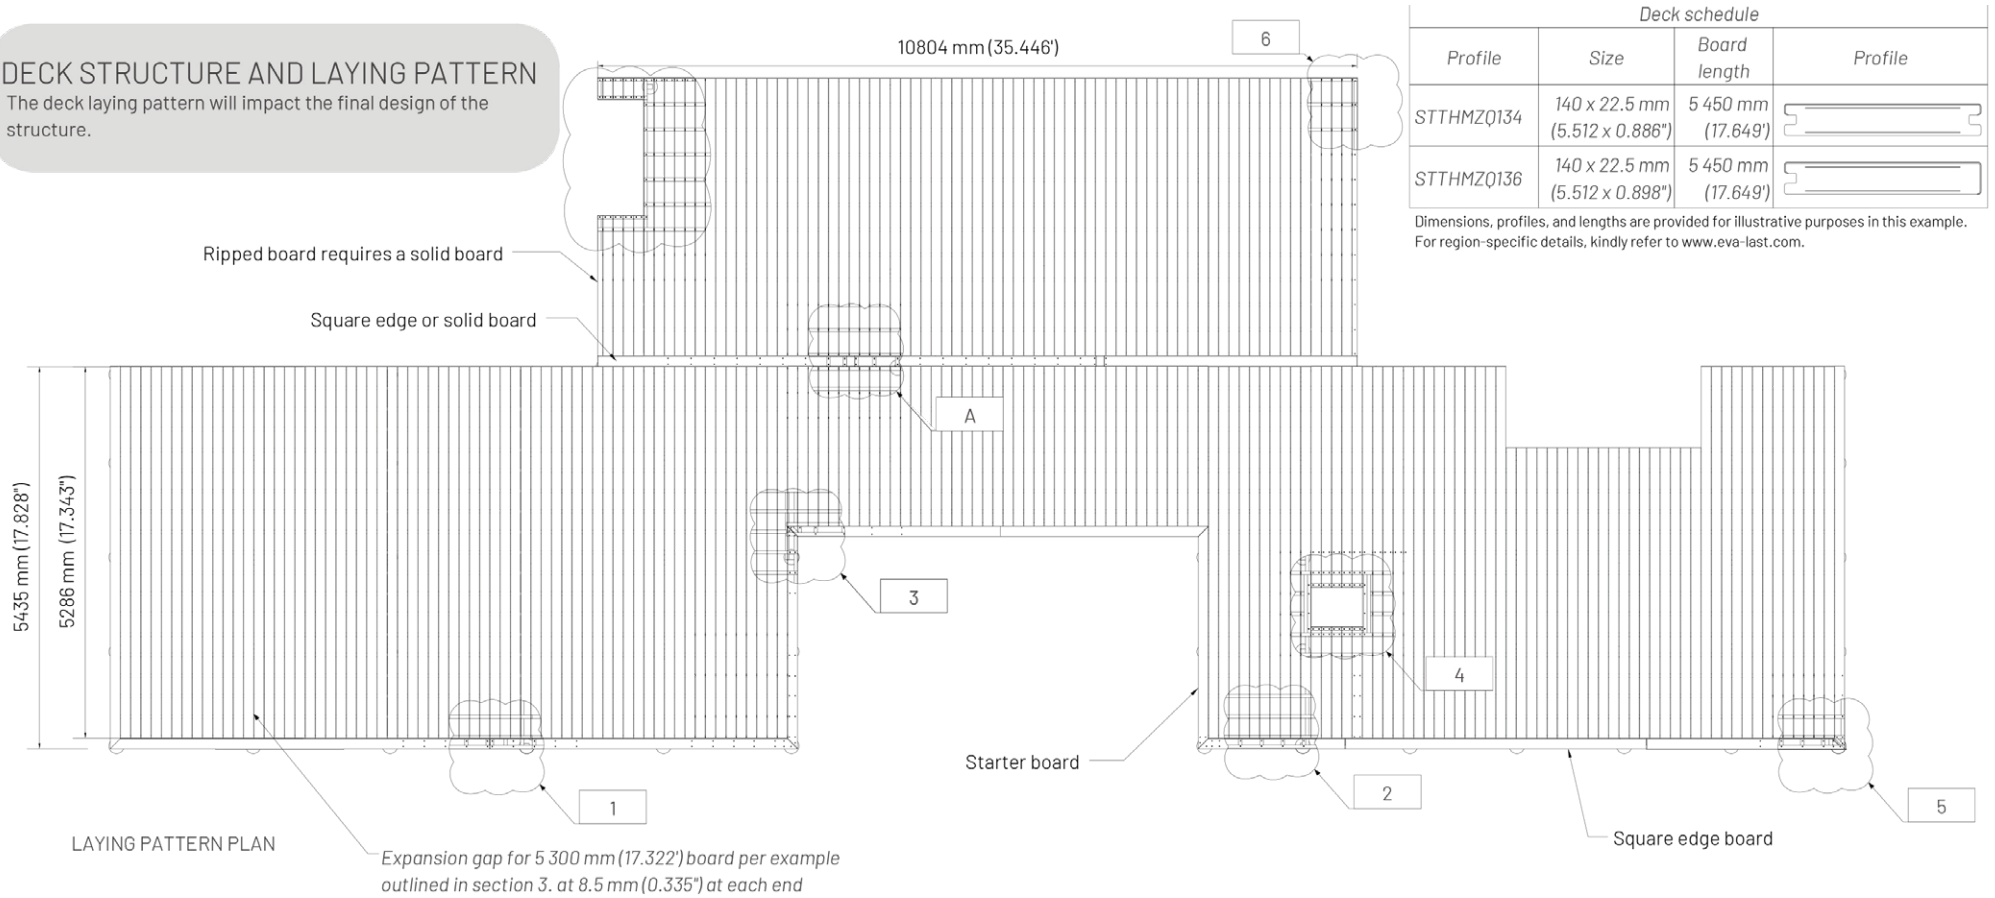 DECK STRUCTURE AND LAYING PATTERN
The deck laying pattern will impact the final design of the
structure.
10804 mm (35.446')
6
Deck schedule
Profile
Size
Board
length
Profile
STTHMZQ134
140 x 22.5 mm
(5.512 x 0.886")
5 450 mm
(17.649')
STTHMZQ136
140 x 22.5 mm
(5.512 x 0.898")
5 450 mm
(17.649')
Dimensions, profiles, and lengths are provided for illustrative purposes in this example.
For region-specific details, kindly refer to www.eva-last.com.
Ripped board requires a solid board
Square edge or solid board
A
5435 mm (17.828")
5286 mm (17.343")
3
4
Starter board
2
1
5
Square edge board
LAYING PATTERN PLAN
Expansion gap for 5 300 mm (17.322') board per example
outlined in section 3. at 8.5 mm (0.335") at each end